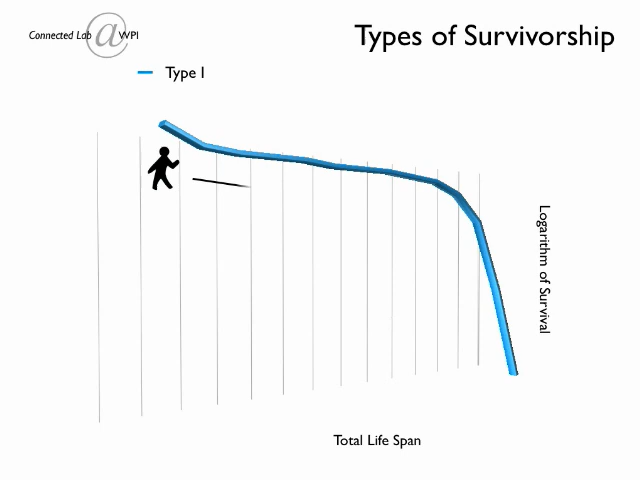 Connected Lab @ WPI
Types of Survivorship
Type I
Logarithm of Survival
Total Life Span